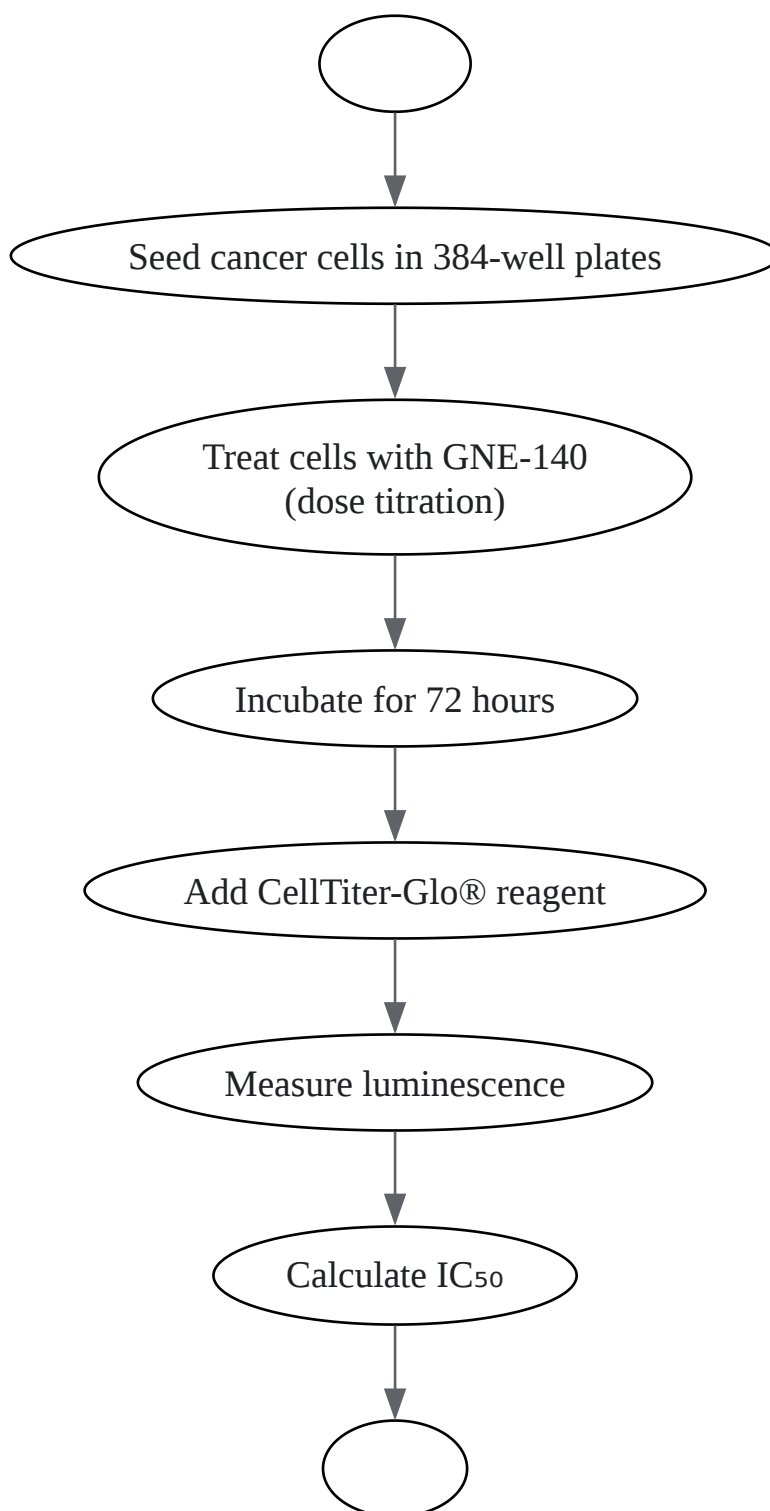 Seed cancer cells in 384-well plates
Treat cells with GNE-140
(dose titration)
Incubate for 72 hours
Add CellTiter-Glo® reagent
Measure luminescence
Calculate IC₅₀